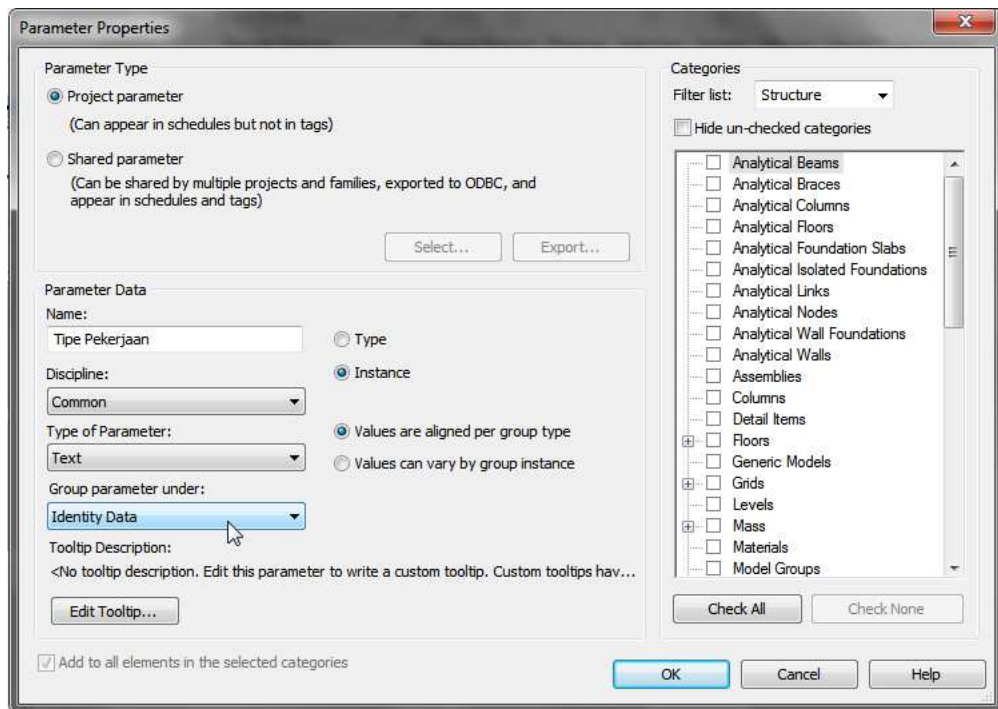 Parameter Properties
Parameter Type
Project parameter
(Can appear in schedules but not in tags)
Shared parameter
(Can be shared by multiple projects and families, exported to ODBC, and
appear in schedules and tags)
Select...
Export...
Parameter Data
Name:
Tipe Pekerjaan
Type
Discipline:
Instance
Common
Type of Parameter:
Values are aligned per group type
Text
Values can vary by group instance
Group parameter under:
Identity Data
Tooltip Description:
<No tooltip description. Edit this parameter to write a custom tooltip. Custom tooltips hav...
Edit Tooltip...
Add to all elements in the selected categories
Categories
Filter list:
Structure
Hide un-checked categories
Analytical Beams
Analytical Braces
Analytical Columns
Analytical Floors
Analytical Foundation Slabs
Analytical Isolated Foundations
Analytical Links
Analytical Nodes
Analytical Wall Foundations
Analytical Walls
Assemblies
Columns
Detail Items
Floors
Generic Models
Grids
Levels
Mass
Materials
Model Groups
Check All
Check None
OK
Cancel
Help